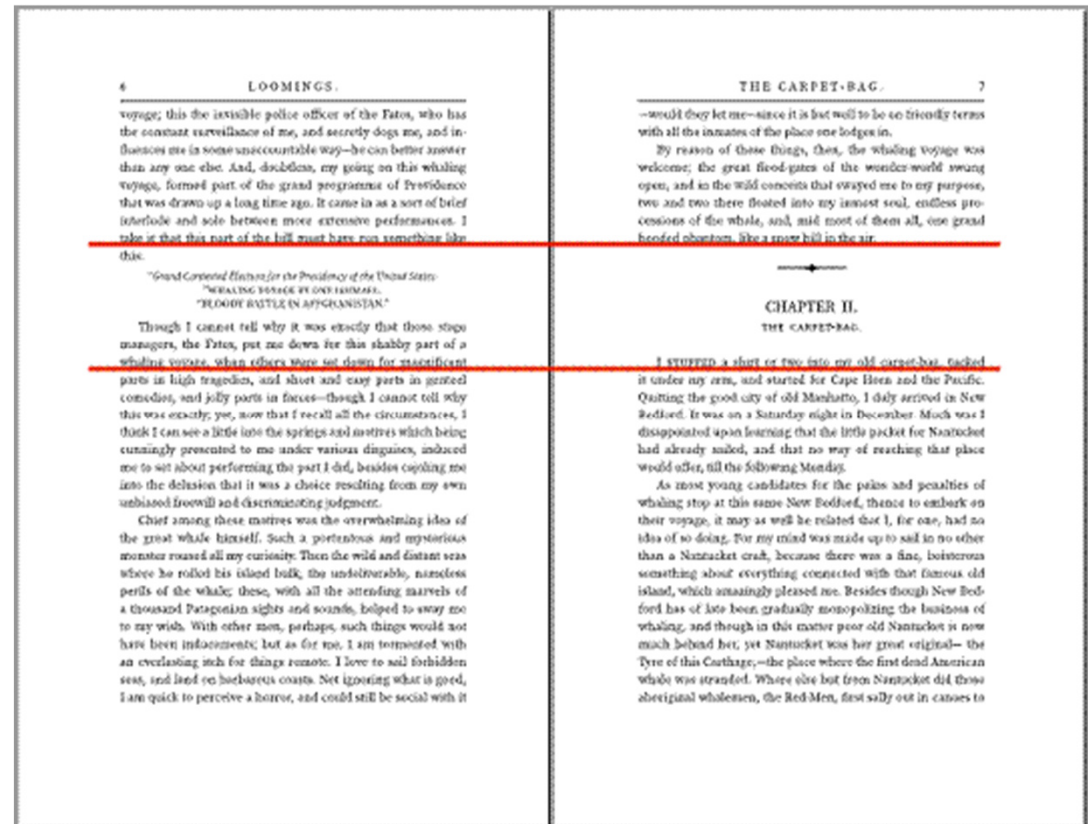 6 LOOMINGS.
voyage; this the invisible police officer of the Fates, who has
the constant surveillance of me, and secretly dogs me, and in-
fluences me in some unaccountable way—he can better answer
than any one else. And, doubtless, my going on this whaling
voyage, formed part of the grand programme of Providence
that was drawn up a long time ago. It came in as a sort of brief
interlude and solo between more extensive performances. I
take it that this part of the bill must have run something like
this:
"Grand Contested Election for the Presidency of the United States.
"WHALING VOYAGE BY ONE ISHMAEL.
"BLOODY BATTLE IN AFFGHANISTAN."
Though I cannot tell why it was exactly that those stage
managers, the Fates, put me down for this shabby part of a
whaling voyage, when others were set down for magnificent
parts in high tragedies, and short and easy parts in genteel
comedies, and jolly parts in farces—though I cannot tell why
this was exactly; yet, now that I recall all the circumstances, I
think I can see a little into the springs and motives which being
cunningly presented to me under various disguises, induced
me to set about performing the part I did, besides cajoling me
into the delusion that it was a choice resulting from my own
unbiased freewill and discriminating judgment.
Chief among these motives was the overwhelming idea of
the great whale himself. Such a portentous and mysterious
monster roused all my curiosity. Then the wild and distant seas
where he rolled his island bulk; the undeliverable, nameless
perils of the whale; these, with all the attending marvels of
a thousand Patagonian sights and sounds, helped to sway me
to my wish. With other men, perhaps, such things would not
have been inducements; but as for me, I am tormented with
an everlasting itch for things remote. I love to sail forbidden
seas, and land on barbarous coasts. Not ignoring what is good,
I am quick to perceive a horror, and could still be social with it
THE CARPET-BAG. 7
—would they let me—since it is but well to be on friendly terms
with all the inmates of the place one lodges in.
By reason of these things, then, the whaling voyage was
welcome; the great flood-gates of the wonder-world swung
open, and in the wild conceits that swayed me to my purpose,
two and two there floated into my inmost soul, endless pro-
cessions of the whale, and, mid most of them all, one grand
hooded phantom, like a snow hill in the air.
CHAPTER II.
THE CARPET-BAG.
I STUFFED a shirt or two into my old carpet-bag, tucked
it under my arm, and started for Cape Horn and the Pacific.
Quitting the good city of old Manhatto, I duly arrived in New
Bedford. It was on a Saturday night in December. Much was I
disappointed upon learning that the little packet for Nantucket
had already sailed, and that no way of reaching that place
would offer, till the following Monday.
As most young candidates for the pains and penalties of
whaling stop at this same New Bedford, thence to embark on
their voyage, it may as well be related that I, for one, had no
idea of so doing. For my mind was made up to sail in no other
than a Nantucket craft, because there was a fine, boisterous
something about everything connected with that famous old
island, which amazingly pleased me. Besides though New Bed-
ford has of late been gradually monopolizing the business of
whaling, and though in this matter poor old Nantucket is now
much behind her, yet Nantucket was her great original— the
Tyre of this Carthage;—the place where the first dead American
whale was stranded. Where else but from Nantucket did those
aboriginal whalemen, the Red-Men, first sally out in canoes to